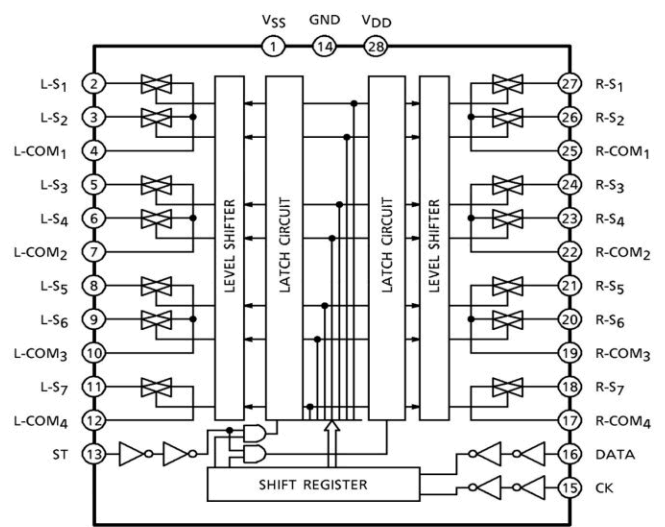 VSS GND VDD
1 14 28
L-S1 2 27 R-S1
L-S2 3 26 R-S2
L-COM1 4 25 R-COM1
L-S3 5 24 R-S3
L-S4 6 23 R-S4
L-COM2 7 22 R-COM2
L-S5 8 21 R-S5
L-S6 9 20 R-S6
L-COM3 10 19 R-COM3
L-S7 11 18 R-S7
L-COM4 12 17 R-COM4
ST 13 16 DATA
15 CK
LEVEL SHIFTER
LATCH CIRCUIT
LATCH CIRCUIT
LEVEL SHIFTER
SHIFT REGISTER